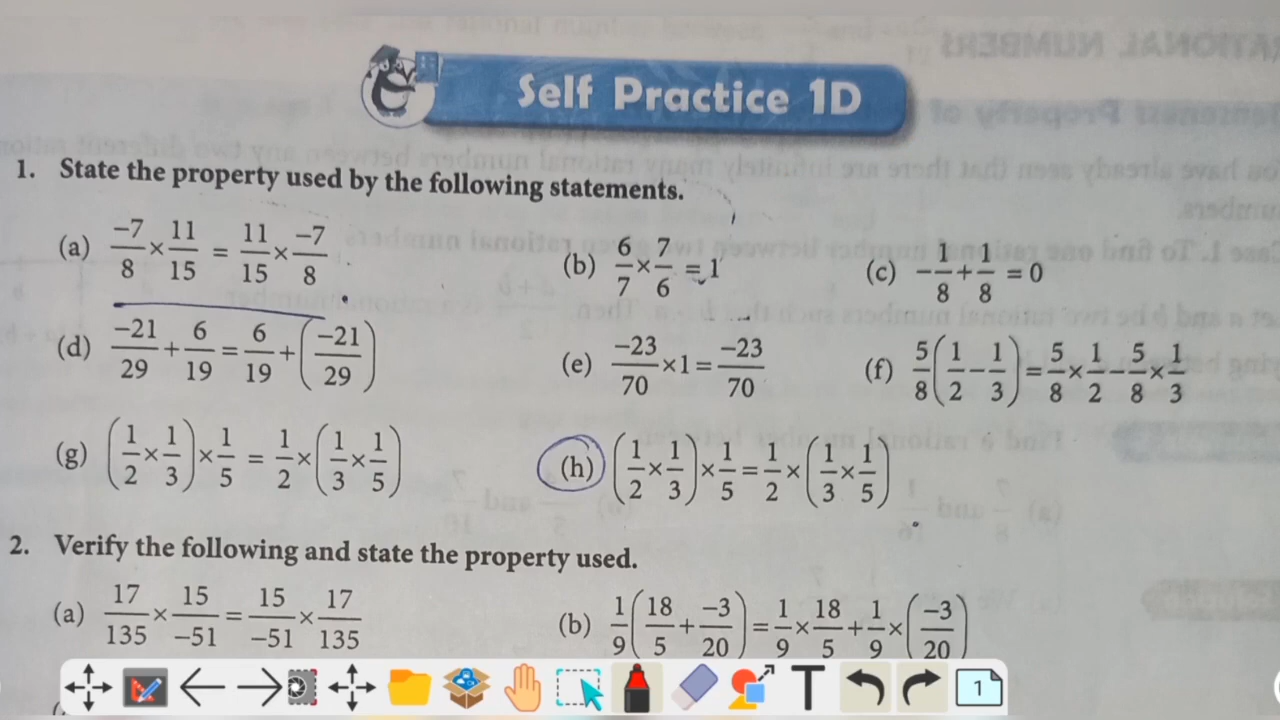 Self Practice 1D
1. State the property used by the following statements.
(a) -7/8 × 11/15 = 11/15 × -7/8 (b) 6/7 × 7/6 = 1 (c) -1/8 + 1/8 = 0
(d) -21/29 + 6/19 = 6/19 + (-21/29) (e) -23/70 × 1 = -23/70 (f) 5/8 (1/2 - 1/3) = 5/8 × 1/2 - 5/8 × 1/3
(g) (1/2 × 1/3) × 1/5 = 1/2 × (1/3 × 1/5) (h) (1/2 × 1/3) × 1/5 = 1/2 × (1/3 × 1/5)
2. Verify the following and state the property used.
(a) 17/135 × 15/-51 = 15/-51 × 17/135 (b) 1/9 (18/5 + -3/20) = 1/9 × 18/5 + 1/9 × (-3/20)
T 1